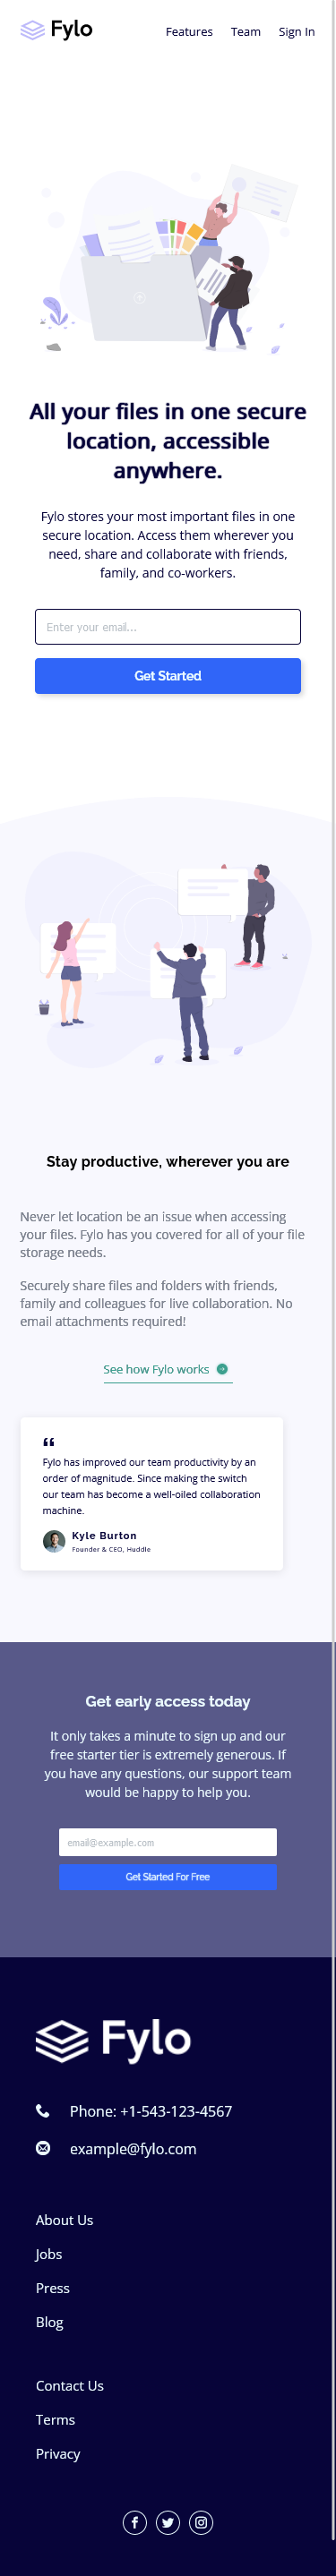 Fylo
Features Team Sign In
All your files in one secure
location, accessible
anywhere.
Fylo stores your most important files in one
secure location. Access them wherever you
need, share and collaborate with friends,
family, and co-workers.
Enter your email...
Get Started
Stay productive, wherever you are
Never let location be an issue when accessing
your files. Fylo has you covered for all of your file
storage needs.
Securely share files and folders with friends,
family and colleagues for live collaboration. No
email attachments required!
See how Fylo works
Fylo has improved our team productivity by an
order of magnitude. Since making the switch
our team has become a well-oiled collaboration
machine.
Kyle Burton
Founder & CEO, Huddle
Get early access today
It only takes a minute to sign up and our
free starter tier is extremely generous. If
you have any questions, our support team
would be happy to help you.
email@example.com
Get Started For Free
Fylo
Phone: +1-543-123-4567
example@fylo.com
About Us
Jobs
Press
Blog
Contact Us
Terms
Privacy